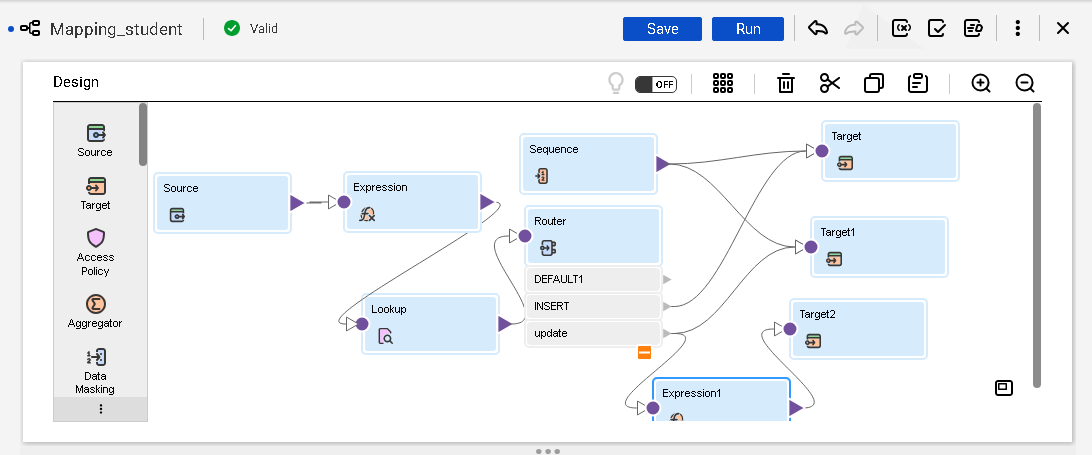 Mapping_student
Valid
Save
Run
Design
OFF
Source
Target
Access
Policy
Aggregator
Data
Masking
Source
Expression
Lookup
Sequence
Router
DEFAULT1
INSERT
update
Expression1
Target
Target1
Target2